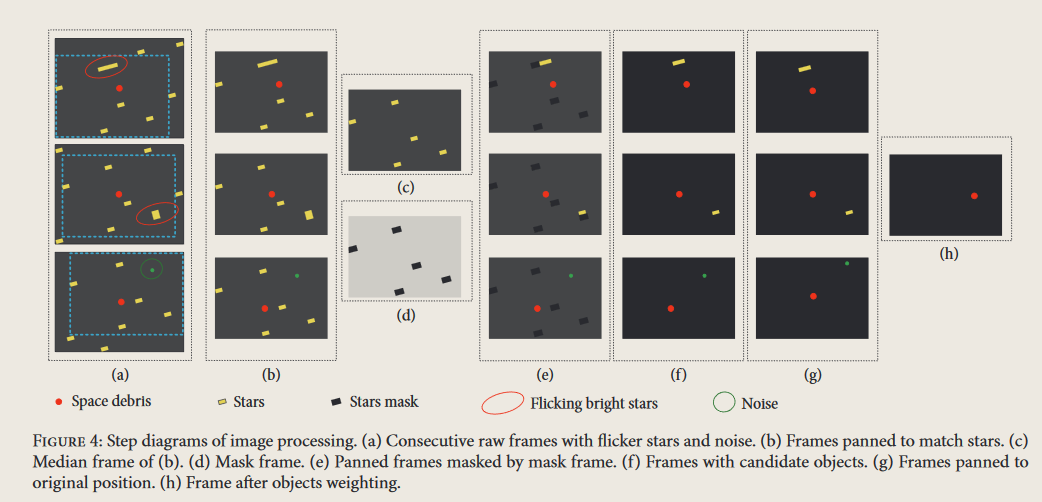 (a)
(b)
(c)
(d)
(e)
(f)
(g)
(h)
Space debris
Stars
Stars mask
Flicking bright stars
Noise
FIGURE 4: Step diagrams of image processing. (a) Consecutive raw frames with flicker stars and noise. (b) Frames panned to match stars. (c)
Median frame of (b). (d) Mask frame. (e) Panned frames masked by mask frame. (f) Frames with candidate objects. (g) Frames panned to
original position. (h) Frame after objects weighting.